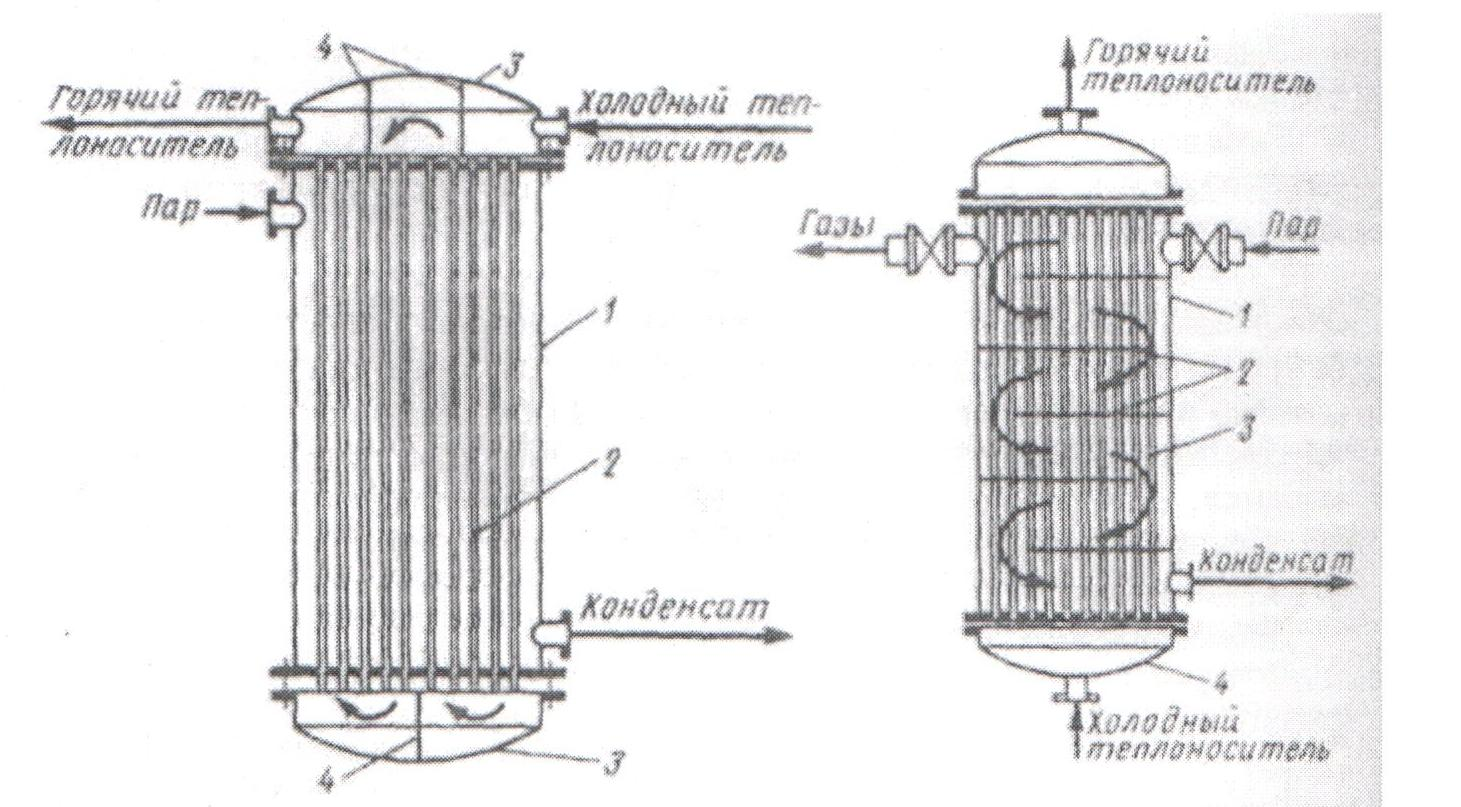 4
3
Горячий теп-
лоноситель
Холодный теп-
лоноситель
Пар
1
2
Конденсат
3
4
Горячий
теплоноситель
Газы
Пар
1
2
3
Конденсат
4
Холодный
теплоноситель